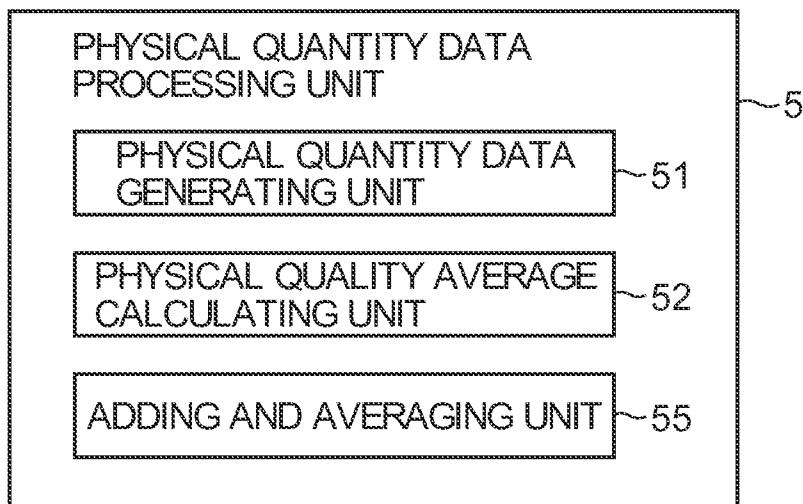 PHYSICAL QUANTITY DATA
PROCESSING UNIT
5
PHYSICAL QUANTITY DATA
GENERATING UNIT
51
PHYSICAL QUALITY AVERAGE
CALCULATING UNIT
52
ADDING AND AVERAGING UNIT
55